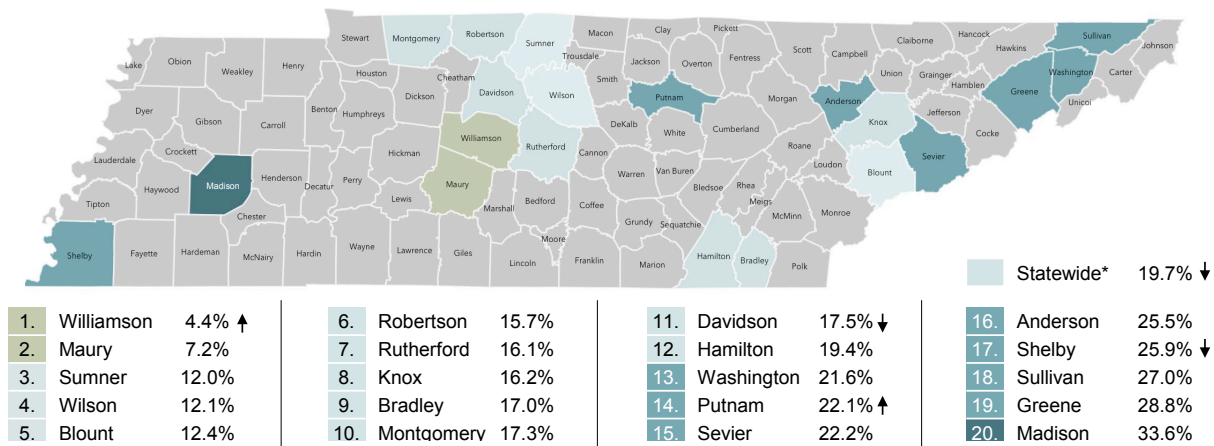 Stewart
Montgomery
Robertson
Sumner
Macon
Clay
Pickett
Scott
Campbell
Claiborne
Hancock
Hawkins
Sullivan
Johnson
Lake
Obion
Weakley
Henry
Houston
Cheatham
Trousdale
Smith
Jackson
Overton
Fentress
Union
Grainger
Hamblen
Greene
Washington
Carter
Unicoi
Dyer
Gibson
Carroll
Benton
Humphreys
Dickson
Davidson
Wilson
Putnam
Morgan
Anderson
Knox
Jefferson
Cocke
Lauderdale
Crockett
Haywood
Madison
Henderson
Decatur
Perry
Hickman
Lewis
Williamson
Maury
Rutherford
Cannon
DeKalb
White
Cumberland
Roane
Loudon
Blount
Sevier
Warren
Van Buren
Bledsoe
Rhea
Meigs
McMinn
Monroe
Tipton
Chester
Marshall
Bedford
Coffee
Grundy
Sequatchie
Shelby
Fayette
Hardeman
McNairy
Hardin
Wayne
Lawrence
Giles
Lincoln
Moore
Franklin
Marion
Hamilton
Bradley
Polk
Statewide* 19.7% ↓
1. Williamson 4.4% ↑
2. Maury 7.2%
3. Sumner 12.0%
4. Wilson 12.1%
5. Blount 12.4%
6. Robertson 15.7%
7. Rutherford 16.1%
8. Knox 16.2%
9. Bradley 17.0%
10. Montgomery 17.3%
11. Davidson 17.5% ↓
12. Hamilton 19.4%
13. Washington 21.6%
14. Putnam 22.1% ↑
15. Sevier 22.2%
16. Anderson 25.5%
17. Shelby 25.9% ↓
18. Sullivan 27.0%
19. Greene 28.8%
20. Madison 33.6%